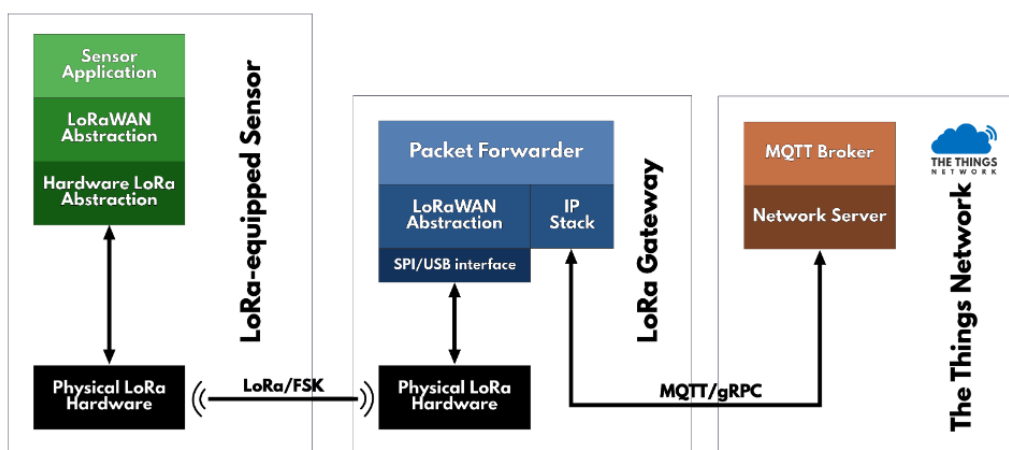 Sensor
Application
LoRaWAN
Abstraction
Hardware LoRa
Abstraction
Physical LoRa
Hardware
LoRa-equipped Sensor
LoRa/FSK
Packet Forwarder
LoRaWAN
Abstraction
IP
Stack
SPI/USB interface
Physical LoRa
Hardware
LoRa Gateway
MQTT/gRPC
MQTT Broker
Network Server
THE THINGS
NETWORK
The Things Network